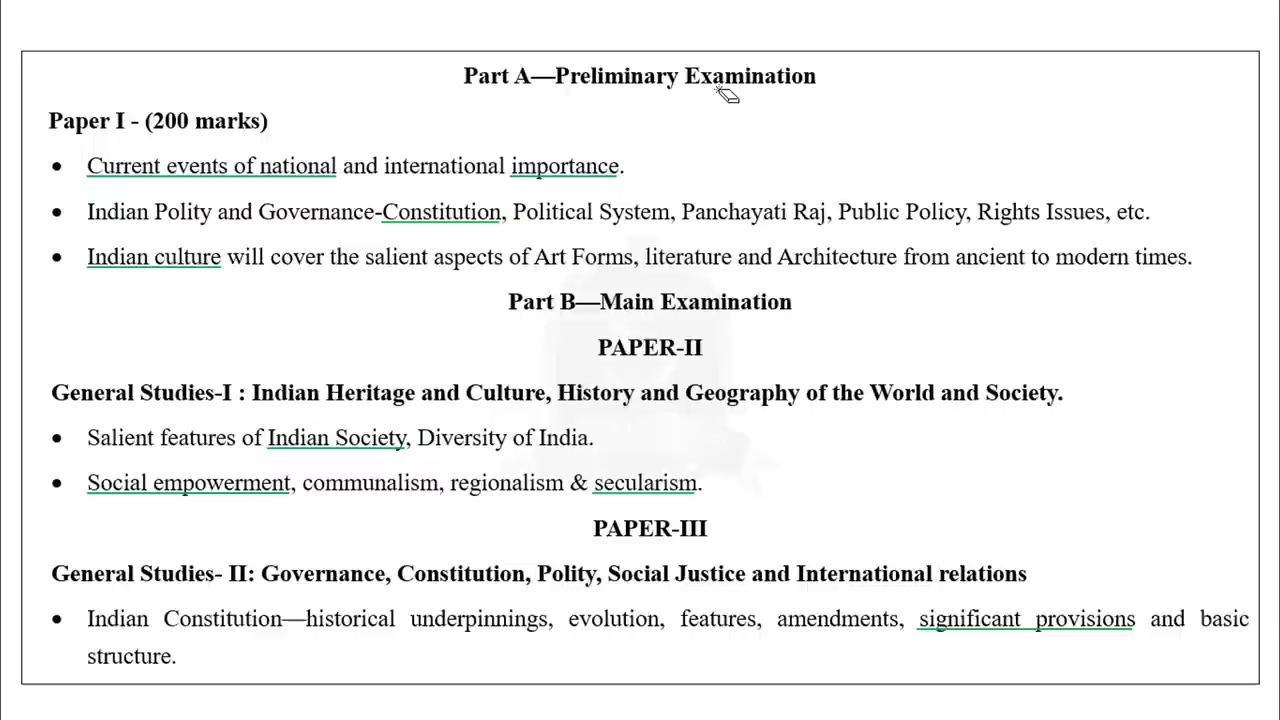 Part A—Preliminary Examination
Paper I - (200 marks)
• Current events of national and international importance.
• Indian Polity and Governance-Constitution, Political System, Panchayati Raj, Public Policy, Rights Issues, etc.
• Indian culture will cover the salient aspects of Art Forms, literature and Architecture from ancient to modern times.
Part B—Main Examination
PAPER-II
General Studies-I : Indian Heritage and Culture, History and Geography of the World and Society.
• Salient features of Indian Society, Diversity of India.
• Social empowerment, communalism, regionalism & secularism.
PAPER-III
General Studies- II: Governance, Constitution, Polity, Social Justice and International relations
• Indian Constitution—historical underpinnings, evolution, features, amendments, significant provisions and basic
structure.